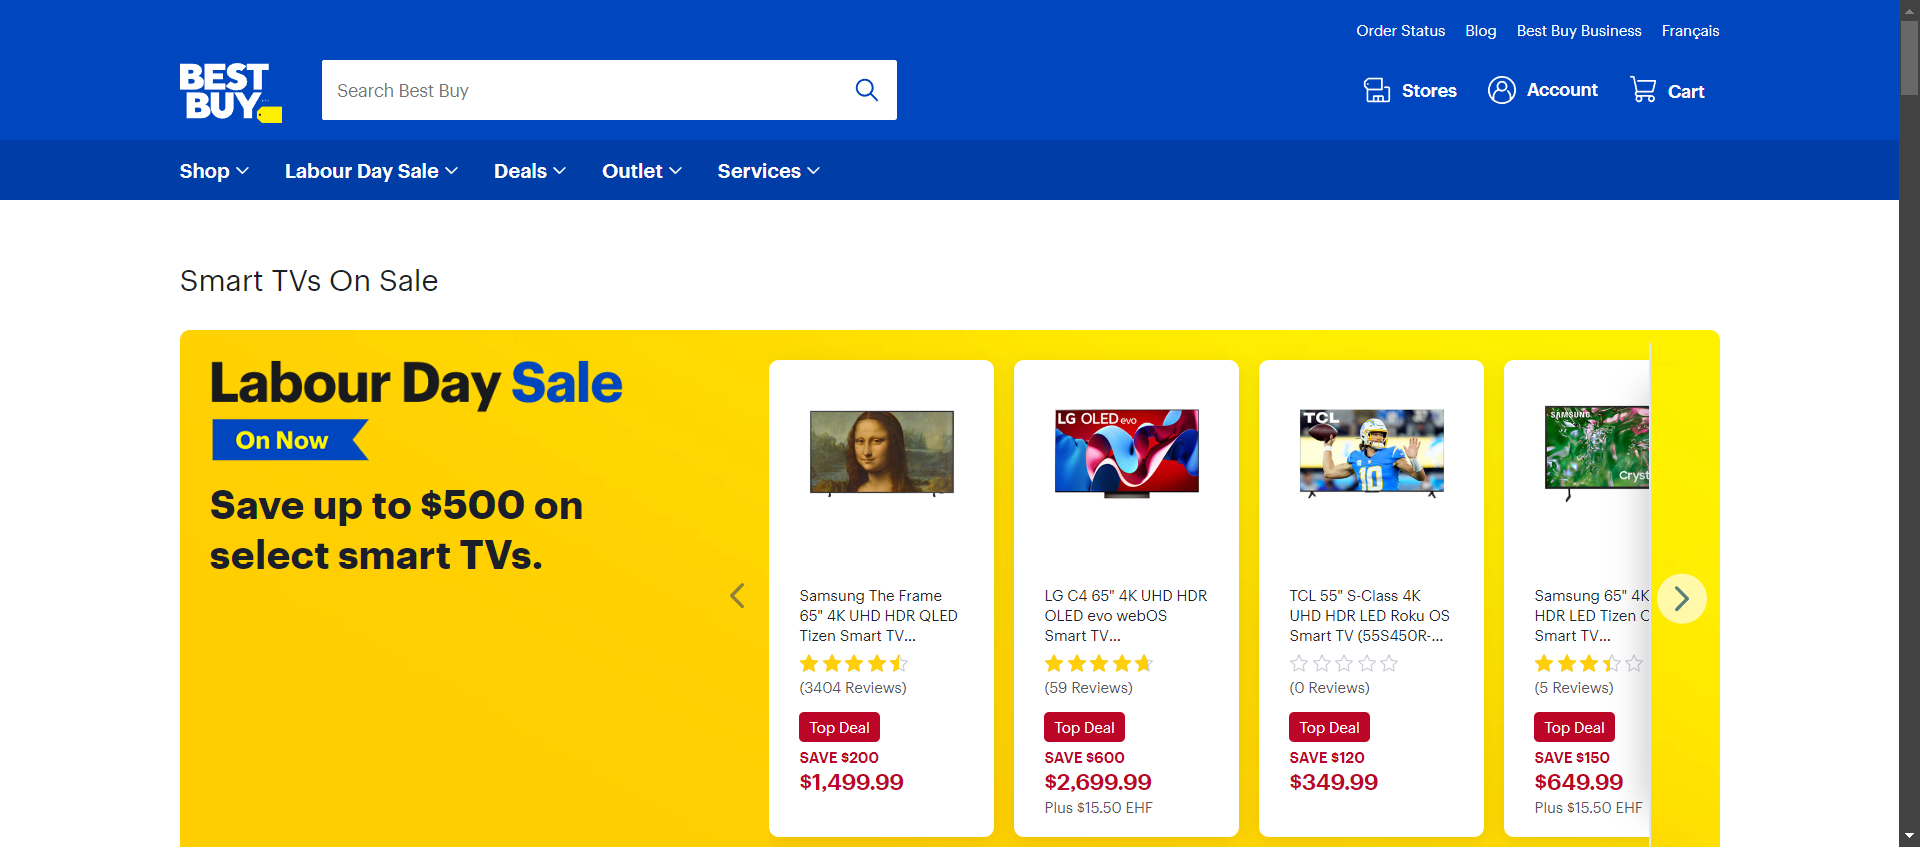 Order Status Blog Best Buy Business Français
BEST
BUY
Search Best Buy
Stores Account Cart
Shop Labour Day Sale Deals Outlet Services
Smart TVs On Sale
Labour Day Sale
On Now
Save up to $500 on
select smart TVs.
Samsung The Frame
65" 4K UHD HDR QLED
Tizen Smart TV...
(3404 Reviews)
Top Deal
SAVE $200
$1,499.99
LG OLED evo
LG C4 65" 4K UHD HDR
OLED evo webOS
Smart TV...
(59 Reviews)
Top Deal
SAVE $600
$2,699.99
Plus $15.50 EHF
TCL
10
TCL 55" S-Class 4K
UHD HDR LED Roku OS
Smart TV (55S450R-...
(0 Reviews)
Top Deal
SAVE $120
$349.99
SAMSUNG
Cryst
Samsung 65" 4K
HDR LED Tizen C
Smart TV...
(5 Reviews)
Top Deal
SAVE $150
$649.99
Plus $15.50 EHF